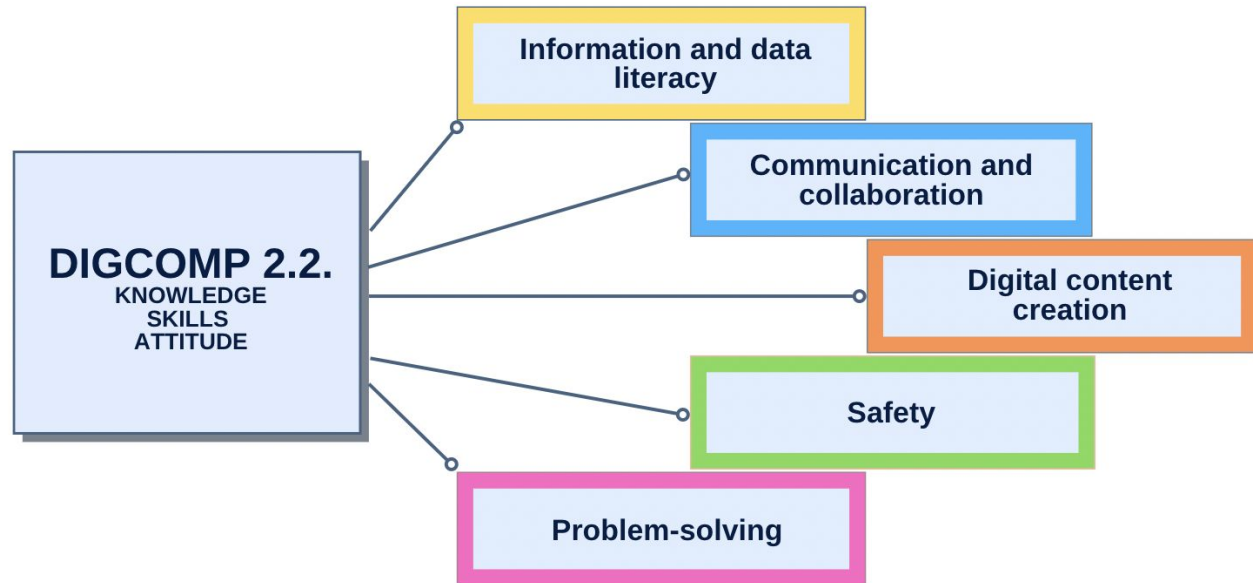 DIGCOMP 2.2.
KNOWLEDGE
SKILLS
ATTITUDE
Information and data
literacy
Communication and
collaboration
Digital content
creation
Safety
Problem-solving